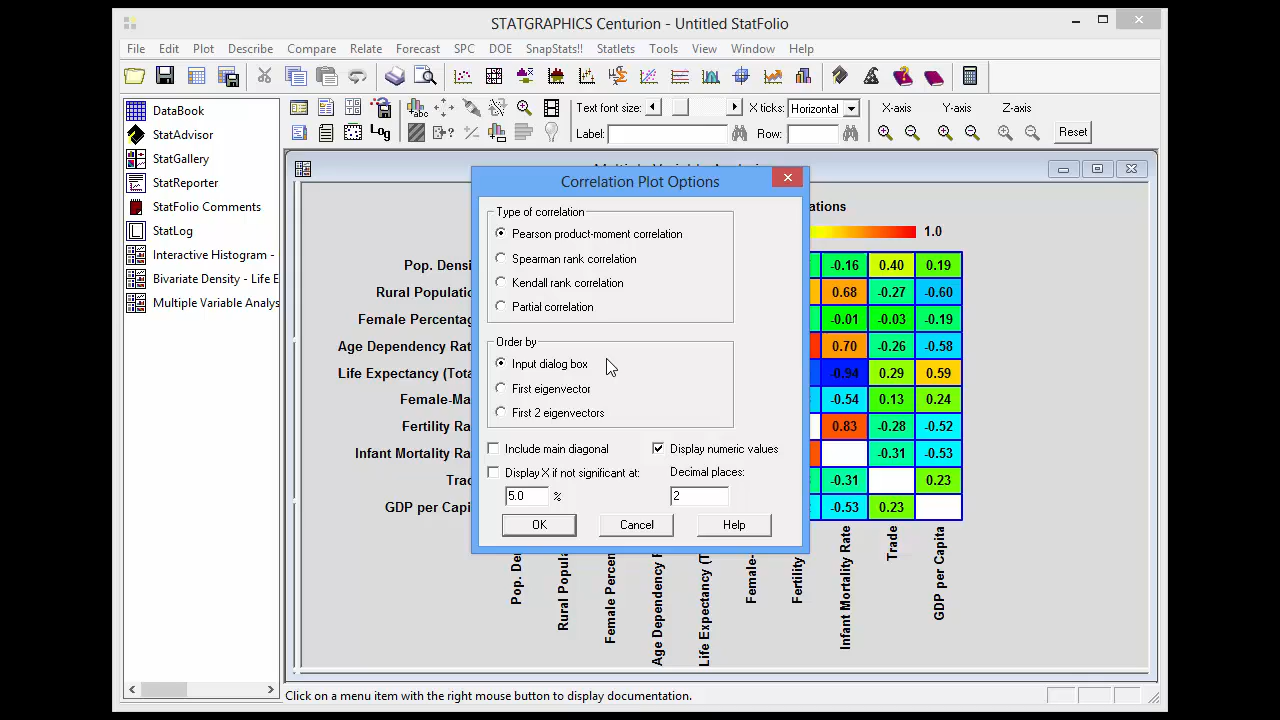 STATGRAPHICS Centurion - Untitled StatFolio
File Edit Plot Describe Compare Relate Forecast SPC DOE SnapStats!! Statlets Tools View Window Help
Text font size: X ticks: Horizontal X-axis Y-axis Z-axis
Log Label: Row: Reset
DataBook
StatAdvisor
StatGallery
StatReporter
StatFolio Comments
StatLog
Interactive Histogram -
Bivariate Density - Life E
Multiple Variable Analys
Correlation Plot Options
Type of correlation
Pearson product-moment correlation
Spearman rank correlation
Kendall rank correlation
Partial correlation
Order by
Input dialog box
First eigenvector
First 2 eigenvectors
Include main diagonal
Display numeric values
Display X if not significant at:
Decimal places:
5.0 %
2
OK Cancel Help
ations
1.0
Pop. Densi -0.16 0.40 0.19
Rural Populatio 0.68 -0.27 -0.60
Female Percentag -0.01 -0.03 -0.19
Age Dependency Rat 0.70 -0.26 -0.58
Life Expectancy (Tota -0.94 0.29 0.59
Female-Ma -0.54 0.13 0.24
Fertility Ra 0.83 -0.28 -0.52
Infant Mortality Ra -0.31 -0.53
Trad -0.31 0.23
GDP per Capit -0.53 0.23
Pop. De
Rural Popula
Female Percen
Age Dependency R
Life Expectancy (T
Female-
Fertility
Infant Mortality Rate
Trade
GDP per Capita
Click on a menu item with the right mouse button to display documentation.